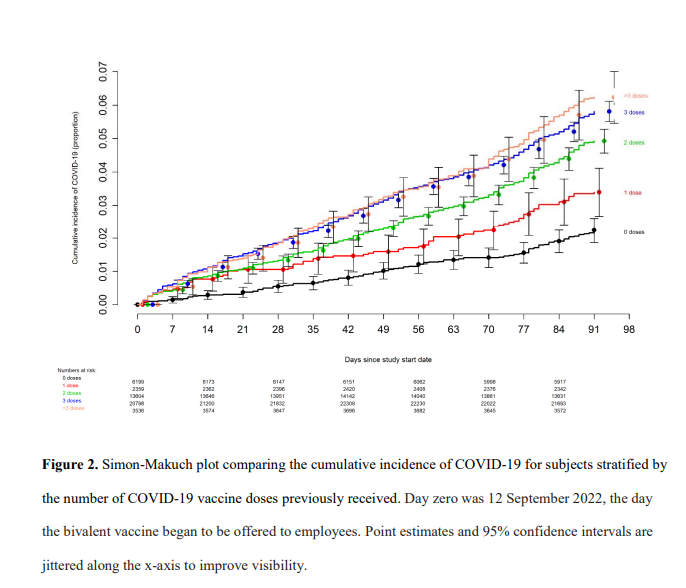 0.07
0.06
0.05
0.04
0.03
0.02
0.01
0.00
Cumulative incidence of COVID-19 (proportion)
>3 doses
3 doses
2 doses
1 dose
0 doses
0 7 14 21 28 35 42 49 56 63 70 77 84 91 98
Days since study start date
Numbers at risk
0 doses 6199 6173 6147 6151 6062 5998 5917
1 dose 2359 2362 2396 2420 2408 2376 2342
2 doses 13604 13646 13951 14142 14040 13861 13631
3 doses 20798 21200 21832 22309 22230 22022 21693
>3 doses 3536 3574 3647 3698 3682 3645 3572
Figure 2. Simon-Makuch plot comparing the cumulative incidence of COVID-19 for subjects stratified by
the number of COVID-19 vaccine doses previously received. Day zero was 12 September 2022, the day
the bivalent vaccine began to be offered to employees. Point estimates and 95% confidence intervals are
jittered along the x-axis to improve visibility.